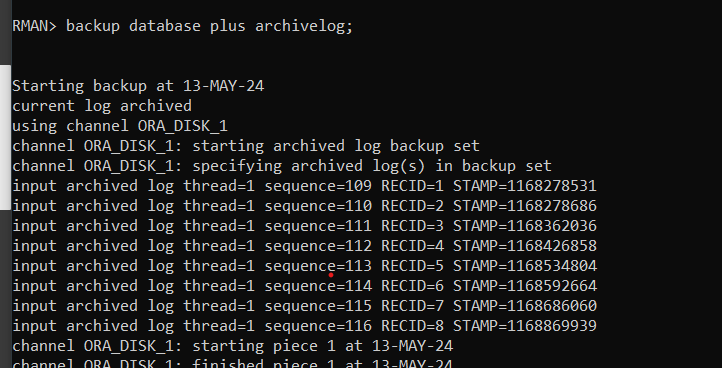 RMAN> backup database plus archivelog;
Starting backup at 13-MAY-24
current log archived
using channel ORA_DISK_1
channel ORA_DISK_1: starting archived log backup set
channel ORA_DISK_1: specifying archived log(s) in backup set
input archived log thread=1 sequence=109 RECID=1 STAMP=1168278531
input archived log thread=1 sequence=110 RECID=2 STAMP=1168278686
input archived log thread=1 sequence=111 RECID=3 STAMP=1168362036
input archived log thread=1 sequence=112 RECID=4 STAMP=1168426858
input archived log thread=1 sequence=113 RECID=5 STAMP=1168534804
input archived log thread=1 sequence=114 RECID=6 STAMP=1168592664
input archived log thread=1 sequence=115 RECID=7 STAMP=1168686060
input archived log thread=1 sequence=116 RECID=8 STAMP=1168869939
channel ORA_DISK_1: starting piece 1 at 13-MAY-24
channel ORA_DISK_1: finished piece 1 at 13-MAY-24